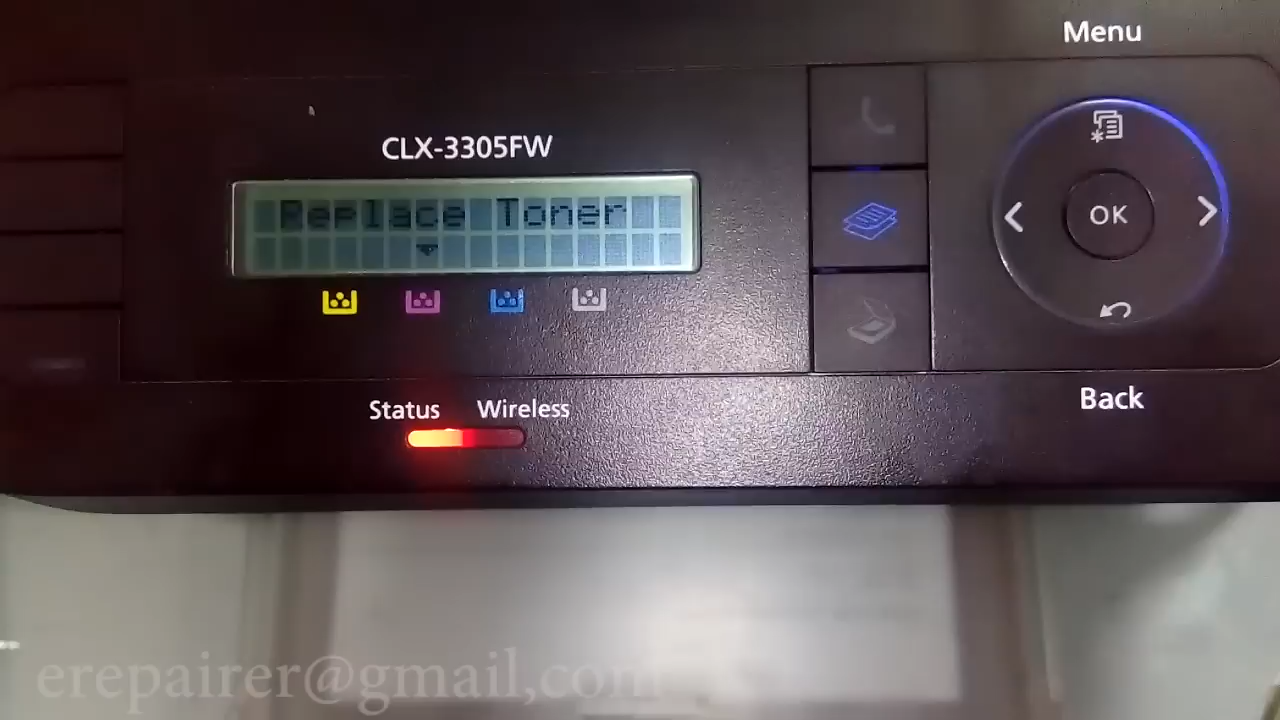 Menu
CLX-3305FW
Replace Toner
OK
Status Wireless
Back
erepairer@gmail,com